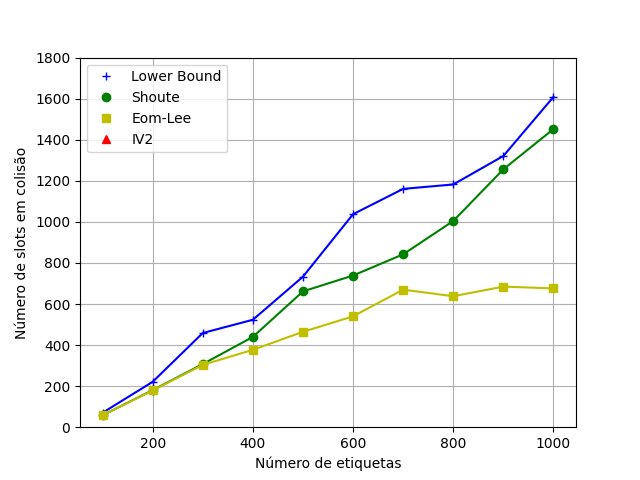 1800
1600
1400
1200
1000
800
600
400
200
0
Número de slots em colisão
Lower Bound
Shoute
Eom-Lee
IV2
200 400 600 800 1000
Número de etiquetas